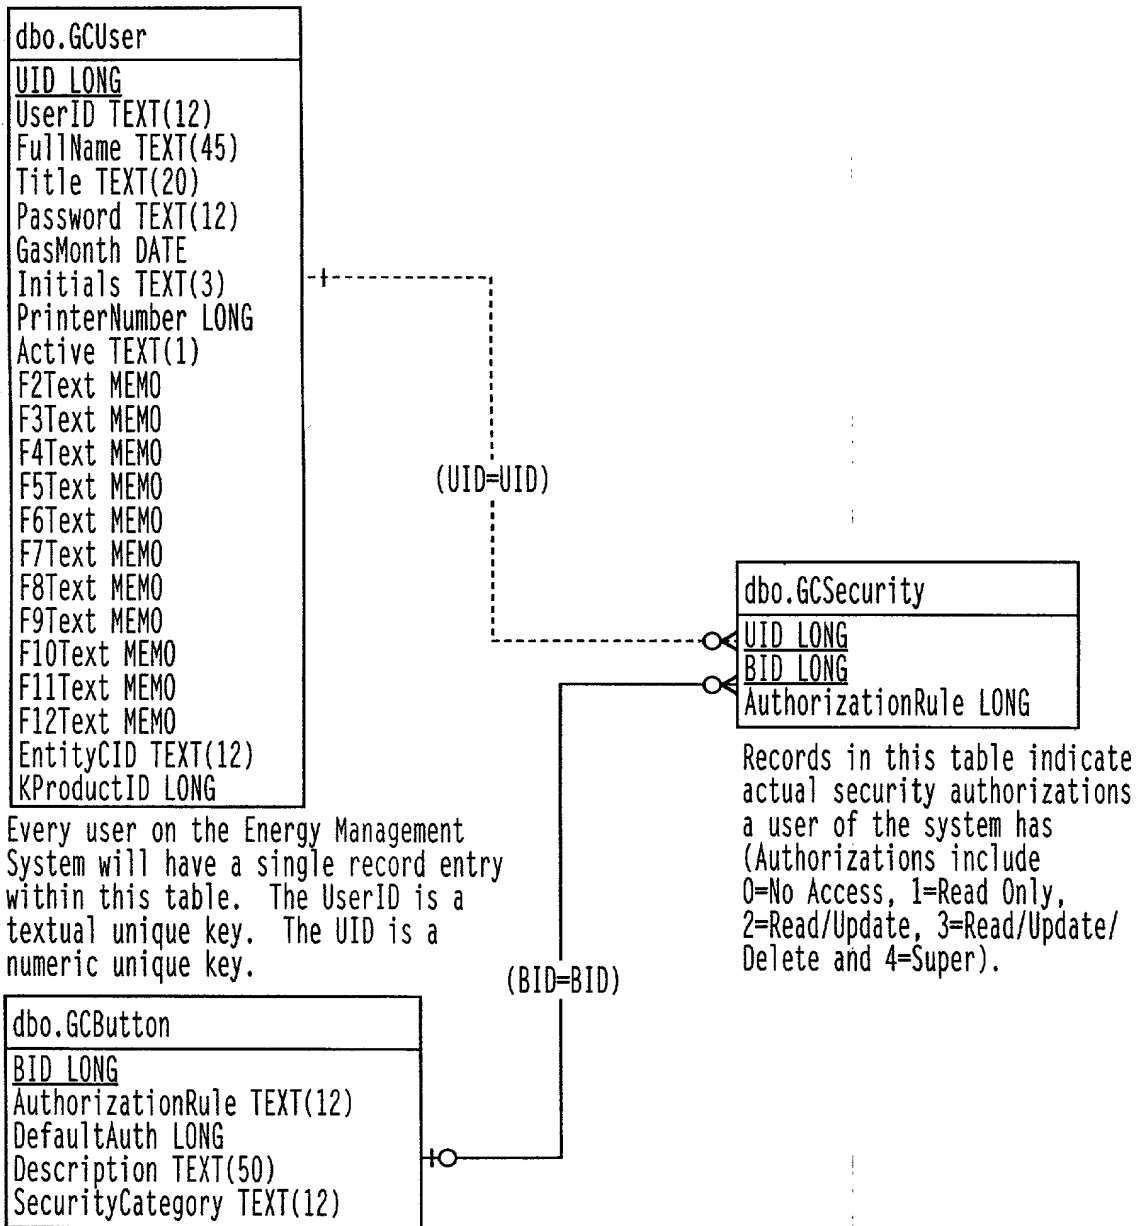 dbo.GCUser
UID LONG
UserID TEXT(12)
FullName TEXT(45)
Title TEXT(20)
Password TEXT(12)
GasMonth DATE
Initials TEXT(3)
PrinterNumber LONG
Active TEXT(1)
F2Text MEMO
F3Text MEMO
F4Text MEMO
F5Text MEMO
F6Text MEMO
F7Text MEMO
F8Text MEMO
F9Text MEMO
F10Text MEMO
F11Text MEMO
F12Text MEMO
EntityCID TEXT(12)
KProductID LONG
Every user on the Energy Management
System will have a single record entry
within this table. The UserID is a
textual unique key. The UID is a
numeric unique key.
(UID=UID)
dbo.GCSecurity
UID LONG
BID LONG
AuthorizationRule LONG
Records in this table indicate
actual security authorizations
a user of the system has
(Authorizations include
0=No Access, 1=Read Only,
2=Read/Update, 3=Read/Update/
Delete and 4=Super).
(BID=BID)
dbo.GCButton
BID LONG
AuthorizationRule TEXT(12)
DefaultAuth LONG
Description TEXT(50)
SecurityCategory TEXT(12)